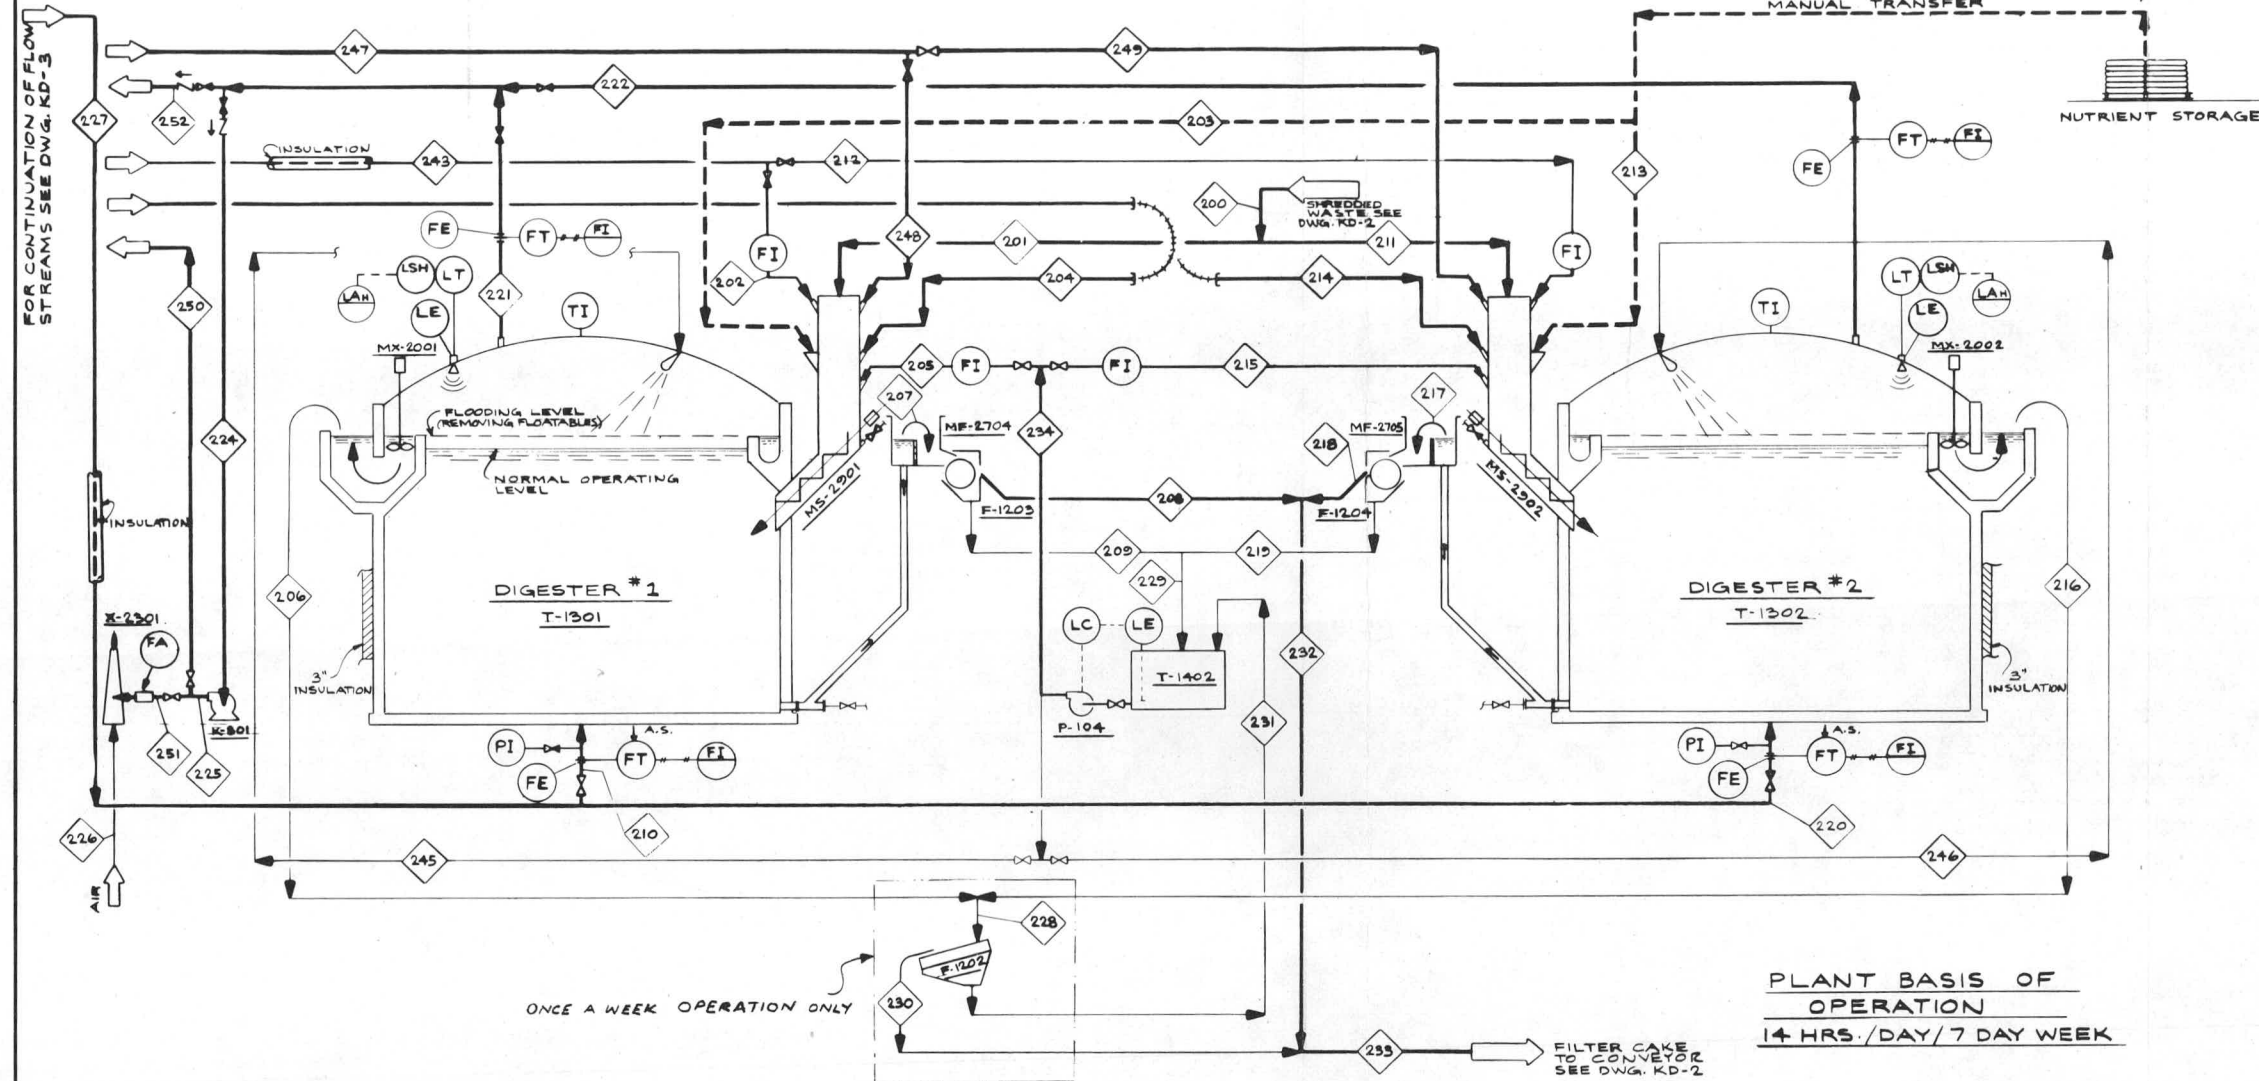 MANUAL TRANSFER
FOR CONTINUATION OF FLOW
STREAMS SEE DWG. KD-3
247
249
222
227
252
203
NUTRIENT STORAGE
INSULATION
243
212
FE
FT
FI
213
200
SHREDDED
WASTE SEE
DWG. KD-2
FE
FT
FI
FI
248
201
211
FI
LSH
LT
LAH
202
204
214
LT
LSH
LAH
250
221
LE
TI
TI
LE
MX-2001
MX-2002
205
FI
FI
215
207
217
FLOODING LEVEL
(REMOVING FLOATABLES)
224
MF-2704
234
218
MF-2705
NORMAL OPERATING
LEVEL
MS-2901
MS-2902
208
F-1203
F-1204
INSULATION
209
219
229
206
DIGESTER #1
T-1301
DIGESTER #2
T-1302
216
X-2301
FA
LC
LE
232
3"
INSULATION
T-1402
3"
INSULATION
K-801
P-104
231
251
225
PI
A.S.
FE
FT
FI
PI
A.S.
FE
FT
FI
226
210
220
AIR
245
246
228
F-1202
230
ONCE A WEEK OPERATION ONLY
233
FILTER CAKE
TO CONVEYOR
SEE DWG. KD-2
PLANT BASIS OF
OPERATION
14 HRS./DAY/7 DAY WEEK